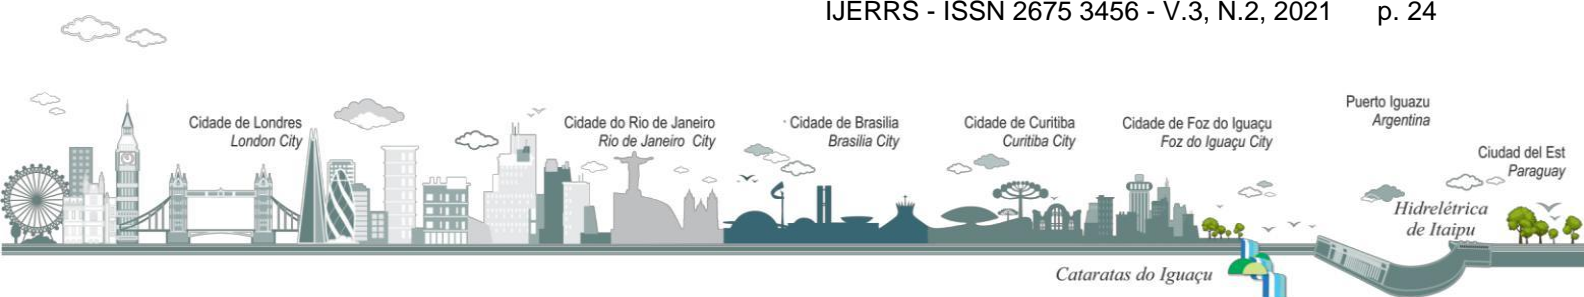 IJERRS - ISSN 2675 3456 - V.3, N.2, 2021 p. 24
Cidade de Londres
London City
Cidade do Rio de Janeiro
Rio de Janeiro City
Cidade de Brasilia
Brasilia City
Cidade de Curitiba
Curitiba City
Cidade de Foz do Iguaçu
Foz do Iguaçu City
Puerto Iguazu
Argentina
Ciudad del Est
Paraguay
Hidrelétrica
de Itaipu
Cataratas do Iguaçu